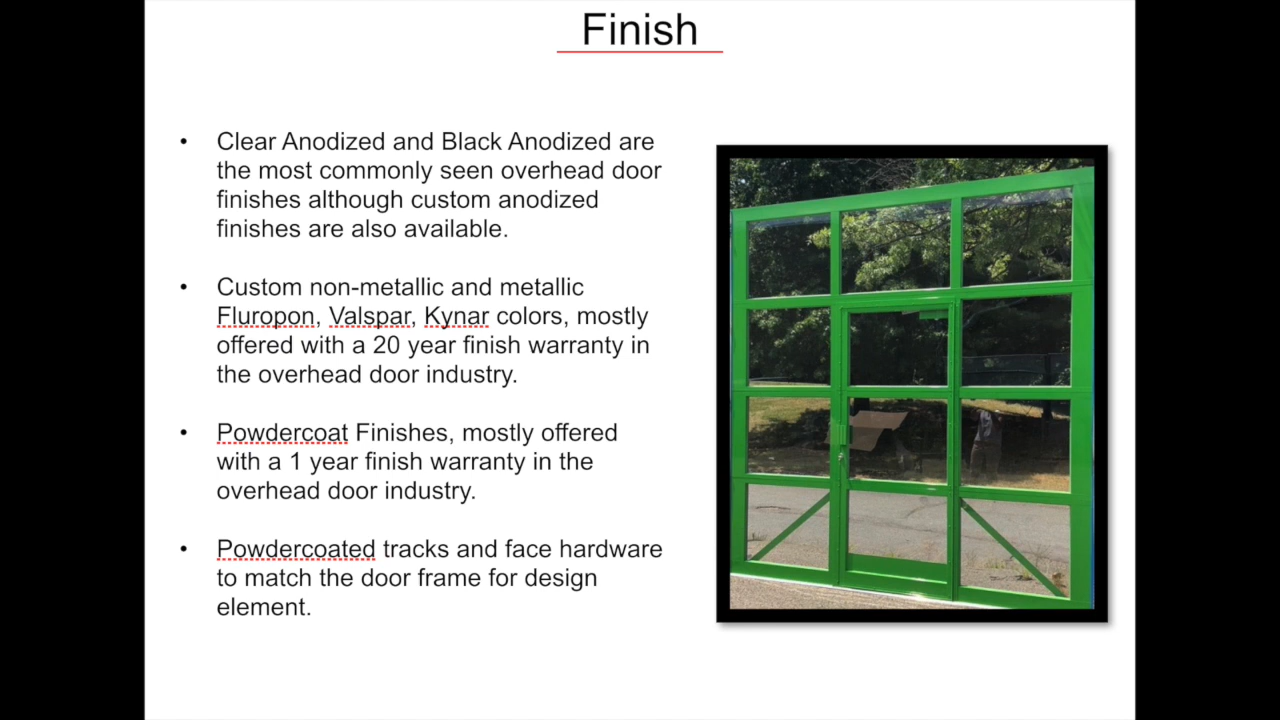 Finish
• Clear Anodized and Black Anodized are
the most commonly seen overhead door
finishes although custom anodized
finishes are also available.
• Custom non-metallic and metallic
Fluropon, Valspar, Kynar colors, mostly
offered with a 20 year finish warranty in
the overhead door industry.
• Powdercoat Finishes, mostly offered
with a 1 year finish warranty in the
overhead door industry.
• Powdercoated tracks and face hardware
to match the door frame for design
element.